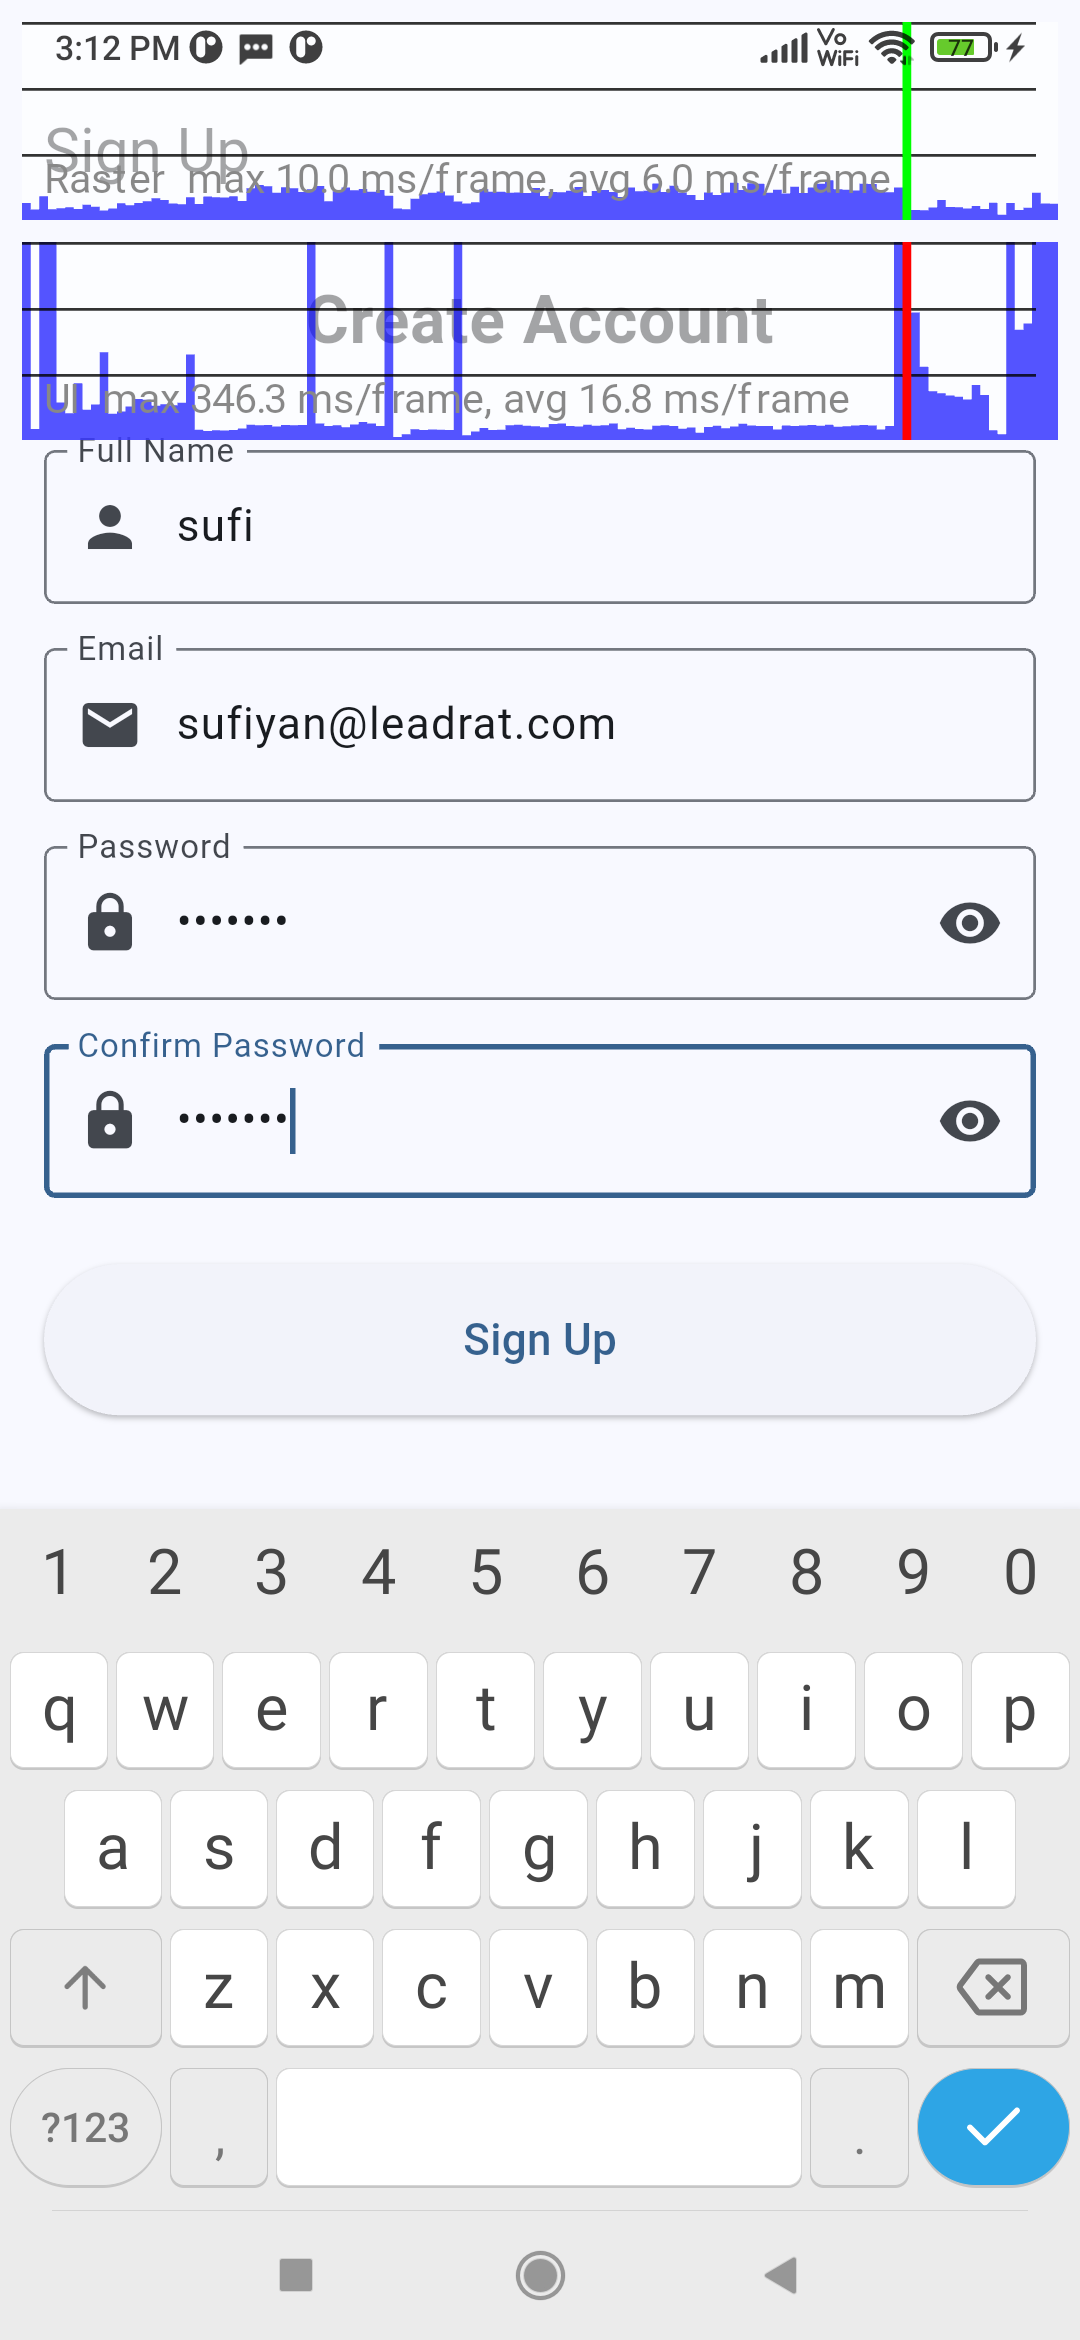 3:12 PM
Vo
WiFi
77
Sign Up
Raster max 10.0 ms/frame, avg 6.0 ms/frame
Create Account
UI max 346.3 ms/frame, avg 16.8 ms/frame
Full Name
sufi
Email
sufiyan@leadrat.com
Password
•••••••
Confirm Password
•••••••
Sign Up
1 2 3 4 5 6 7 8 9 0
q w e r t y u i o p
a s d f g h j k l
z x c v b n m
?123 , .